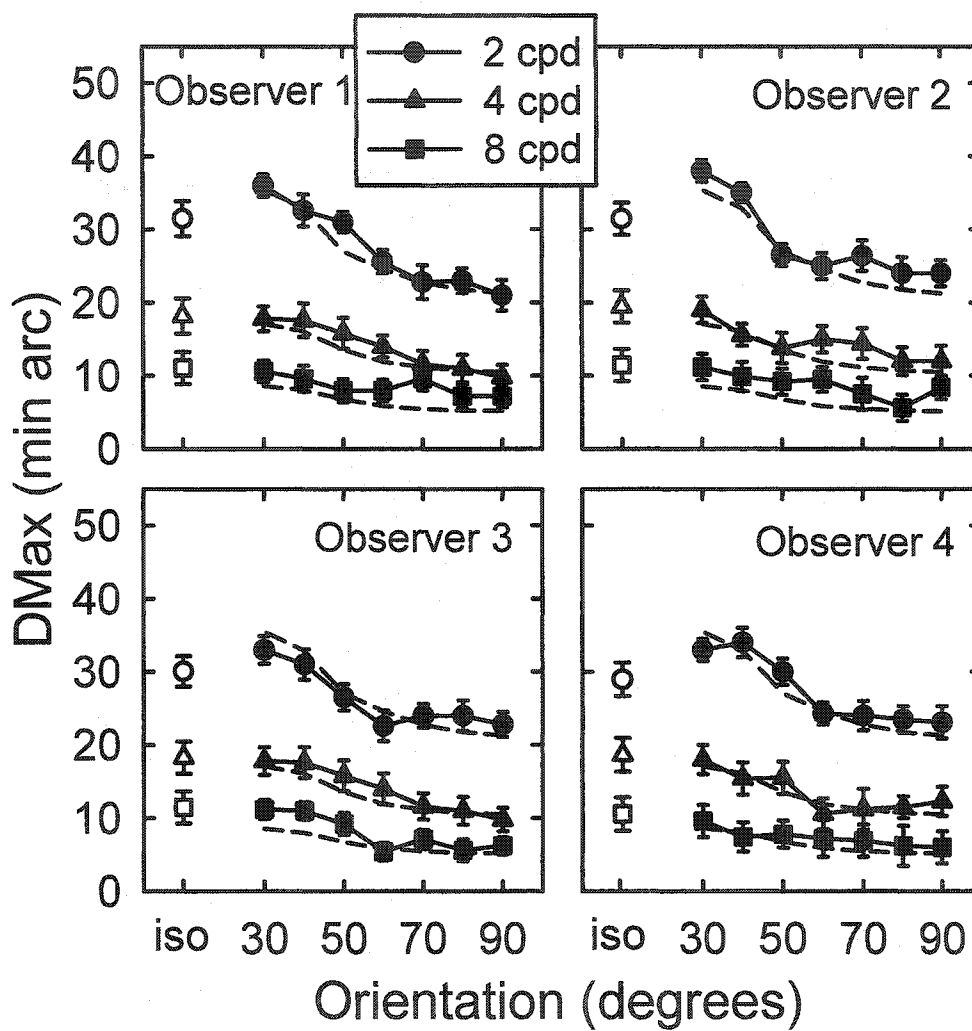 2 cpd
4 cpd
8 cpd
Observer 1
Observer 2
50
40
30
20
10
0
Observer 3
Observer 4
50
40
30
20
10
0
DMax (min arc)
iso 30 50 70 90 iso 30 50 70 90
Orientation (degrees)